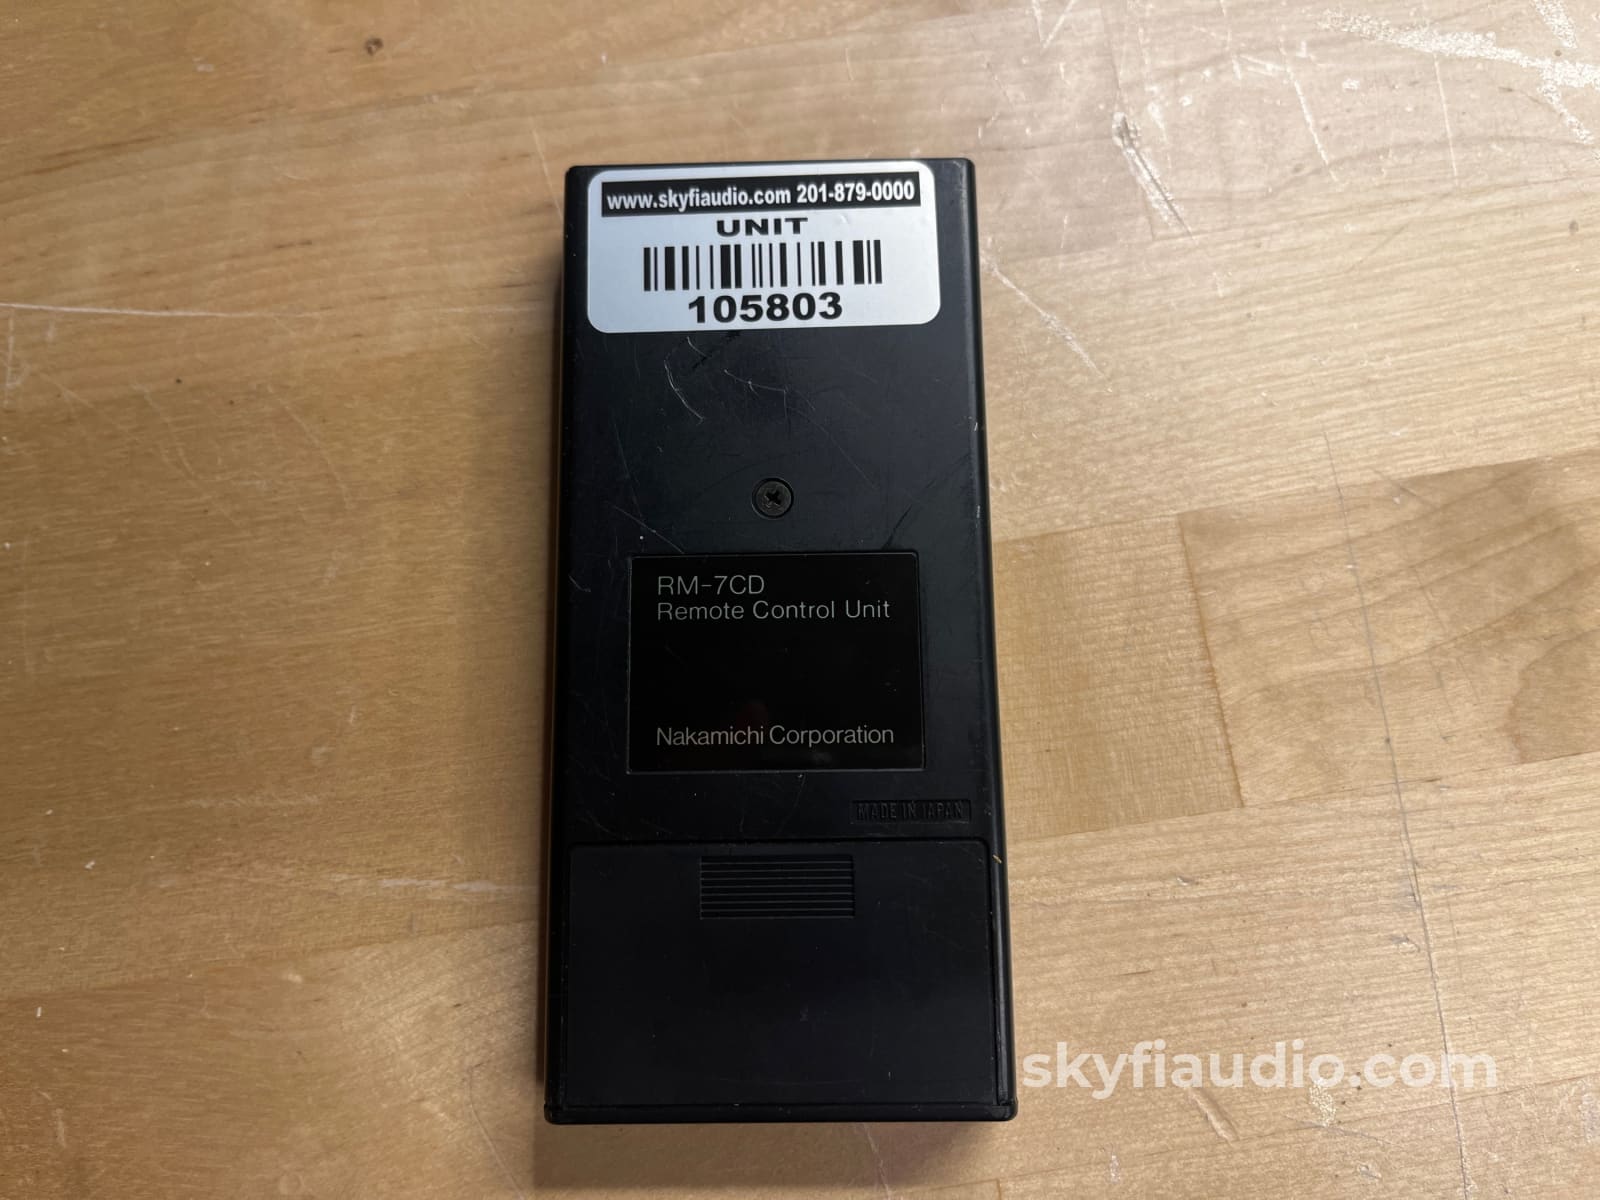 www.skyfiaudio.com 201-879-0000
UNIT
105803
RM-7CD
Remote Control Unit
Nakamichi Corporation
MADE IN JAPAN
skyfiaudio.com